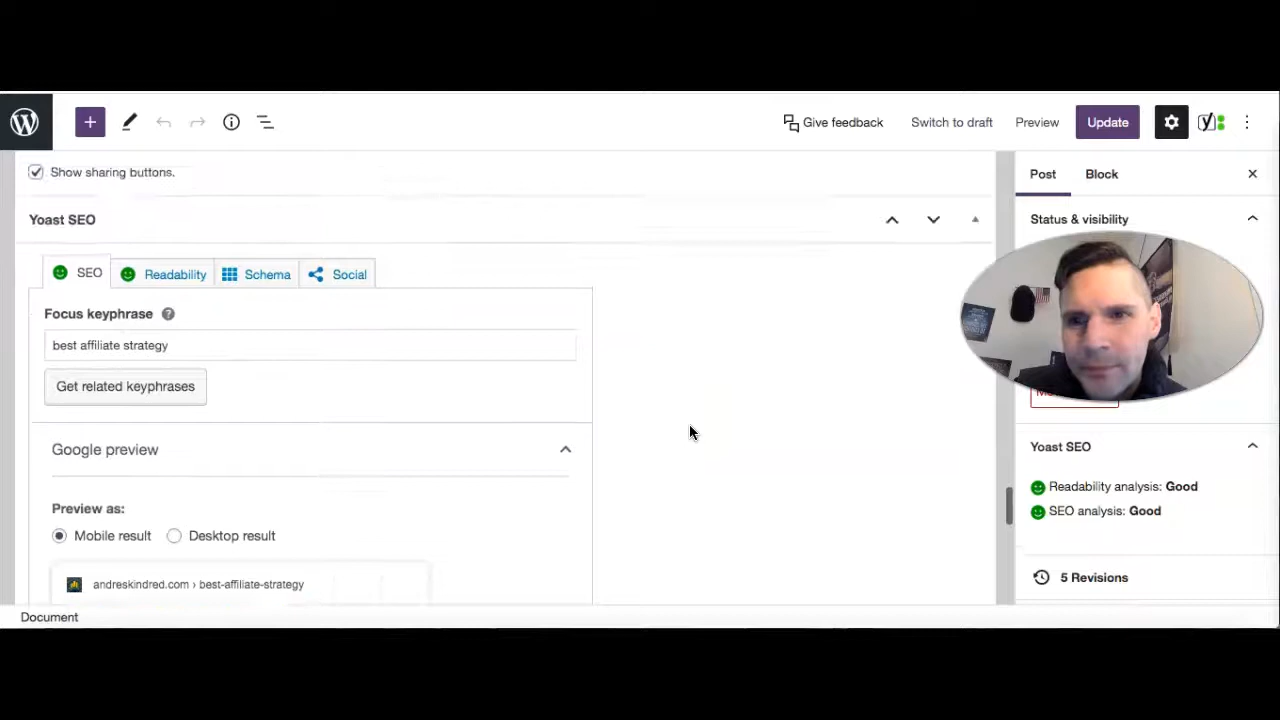 Give feedback
Switch to draft
Preview
Update
Show sharing buttons.
Post
Block
Yoast SEO
Status & visibility
SEO
Readability
Schema
Social
Focus keyphrase
best affiliate strategy
Get related keyphrases
Google preview
Yoast SEO
Readability analysis: Good
SEO analysis: Good
Preview as:
Mobile result
Desktop result
andreskindred.com › best-affiliate-strategy
5 Revisions
Document